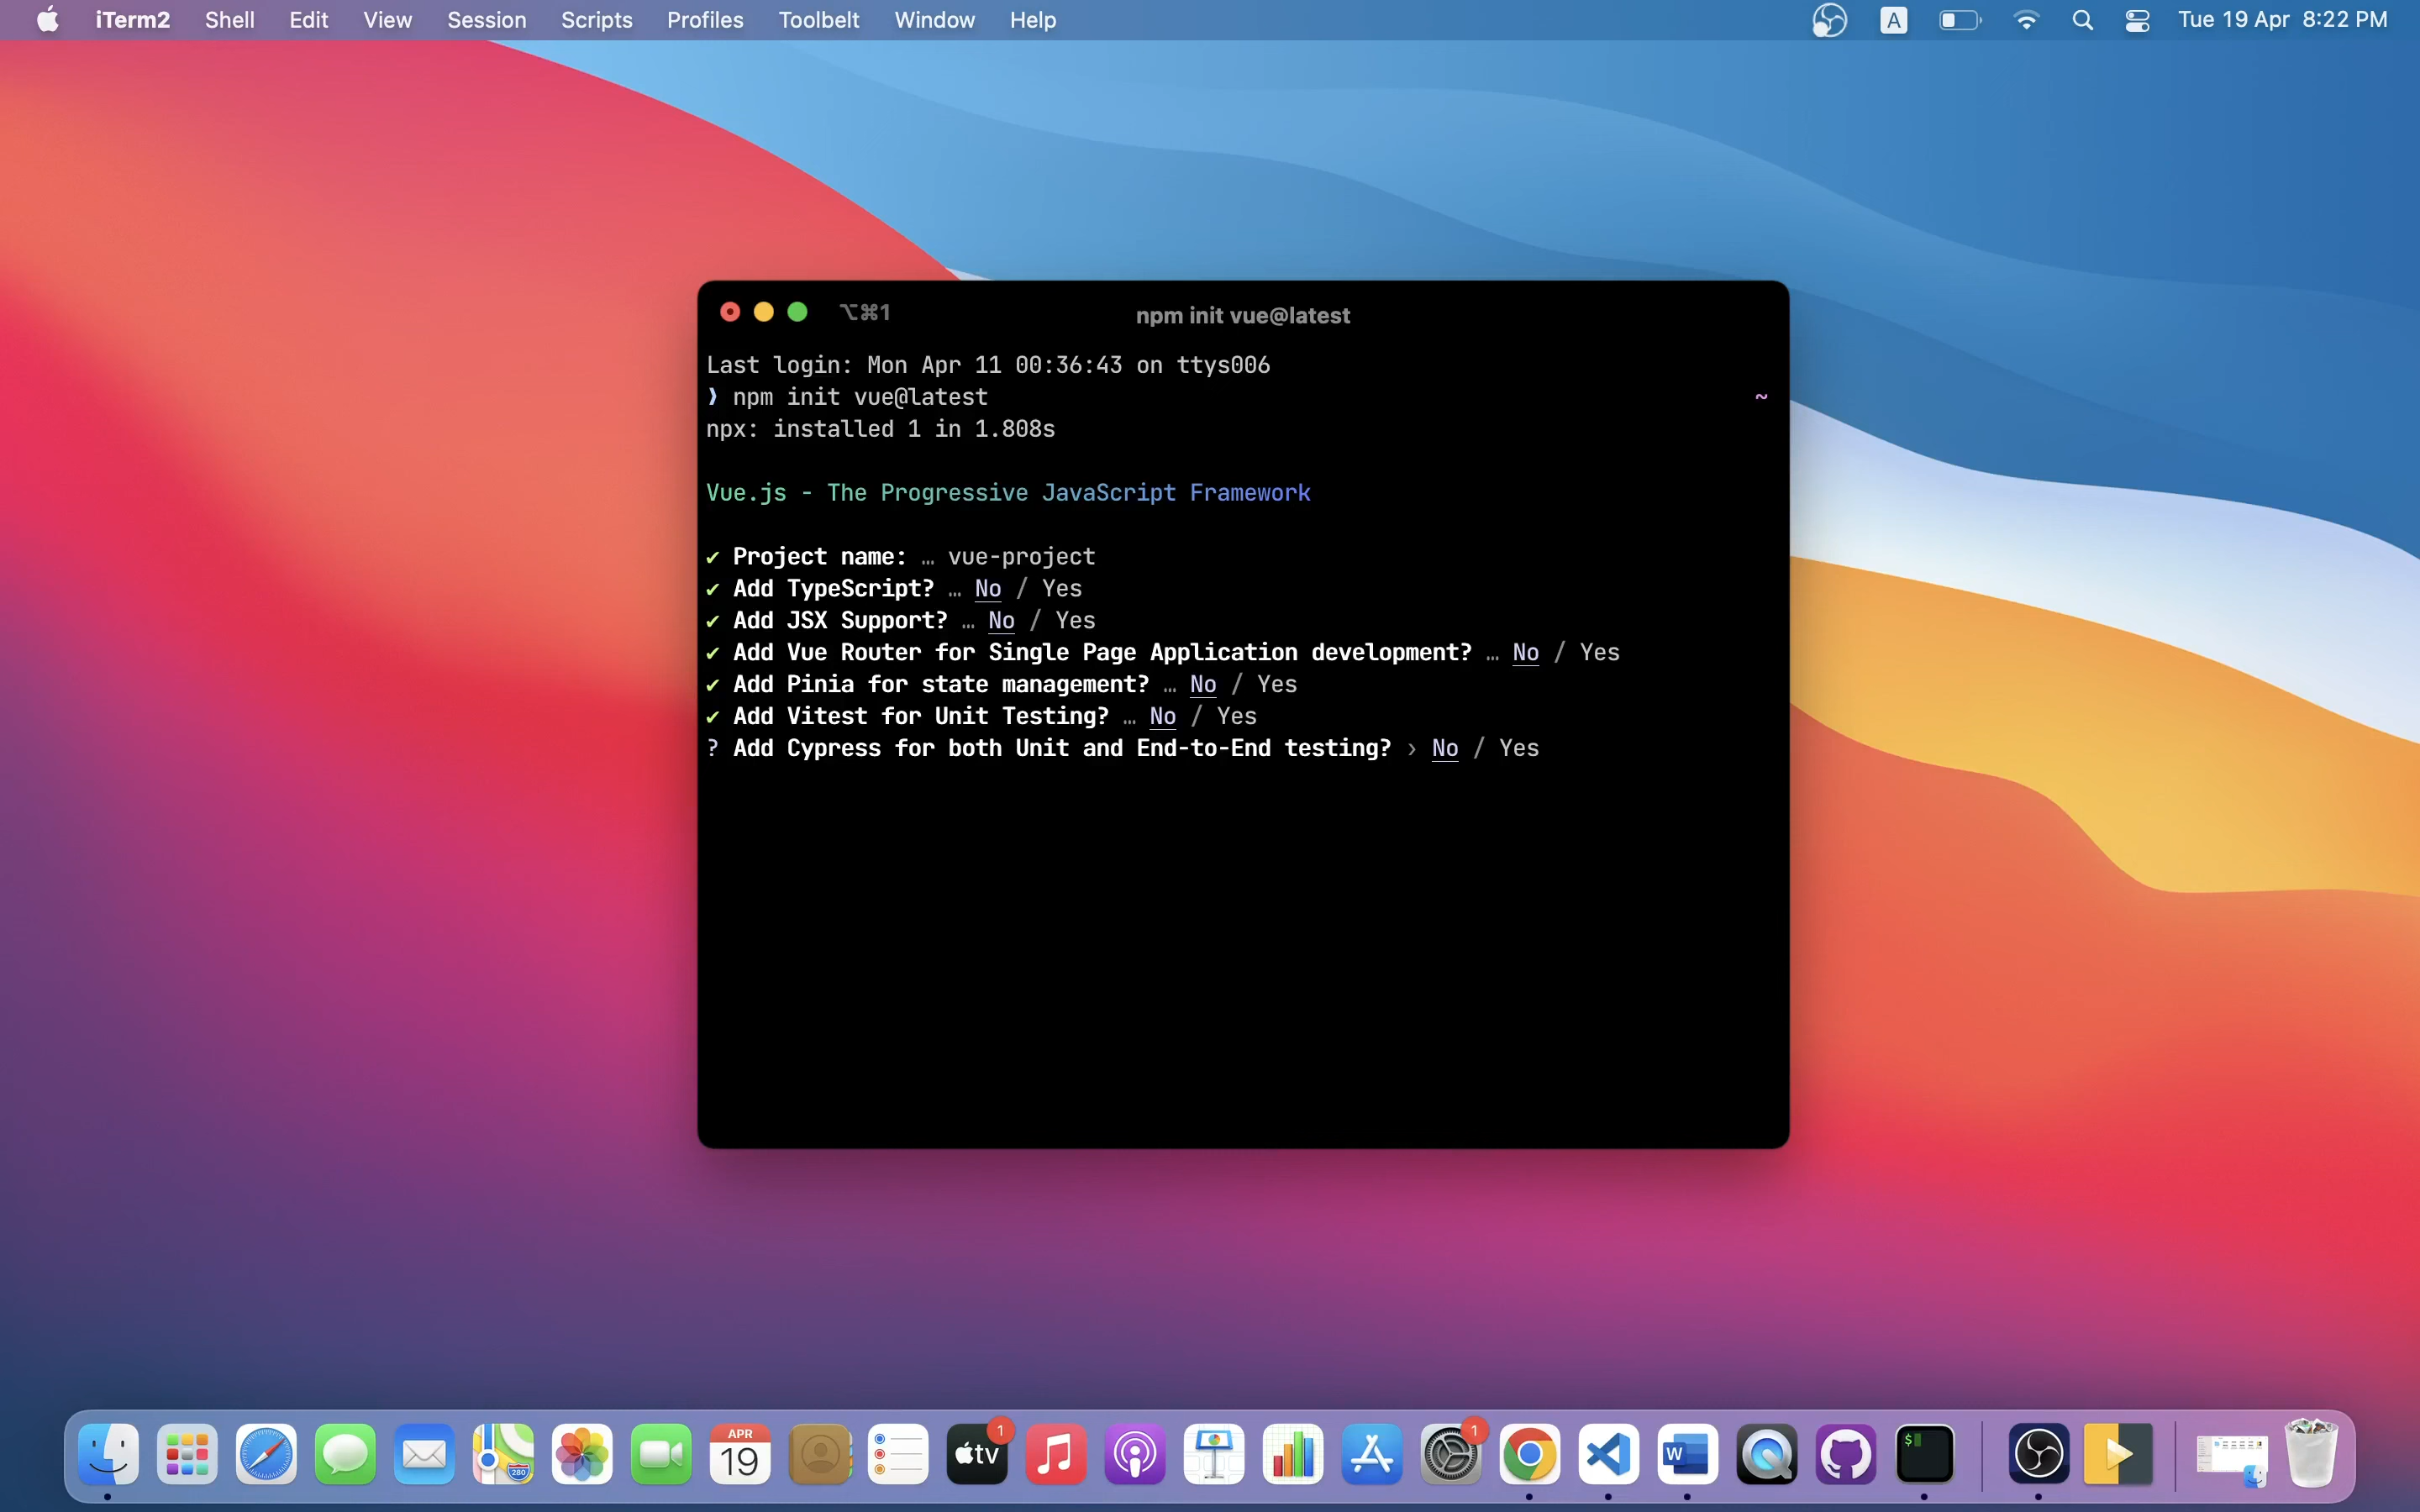 iTerm2 Shell Edit View Session Scripts Profiles Toolbelt Window Help A Tue 19 Apr 8:22 PM
⌥⌘1 npm init vue@latest
Last login: Mon Apr 11 00:36:43 on ttys006
❯ npm init vue@latest ~
npx: installed 1 in 1.808s
Vue.js - The Progressive JavaScript Framework
✔ Project name: … vue-project
✔ Add TypeScript? … No / Yes
✔ Add JSX Support? … No / Yes
✔ Add Vue Router for Single Page Application development? … No / Yes
✔ Add Pinia for state management? … No / Yes
✔ Add Vitest for Unit Testing? … No / Yes
? Add Cypress for both Unit and End-to-End testing? › No / Yes
280
APR
19
tv
1
1
W
$